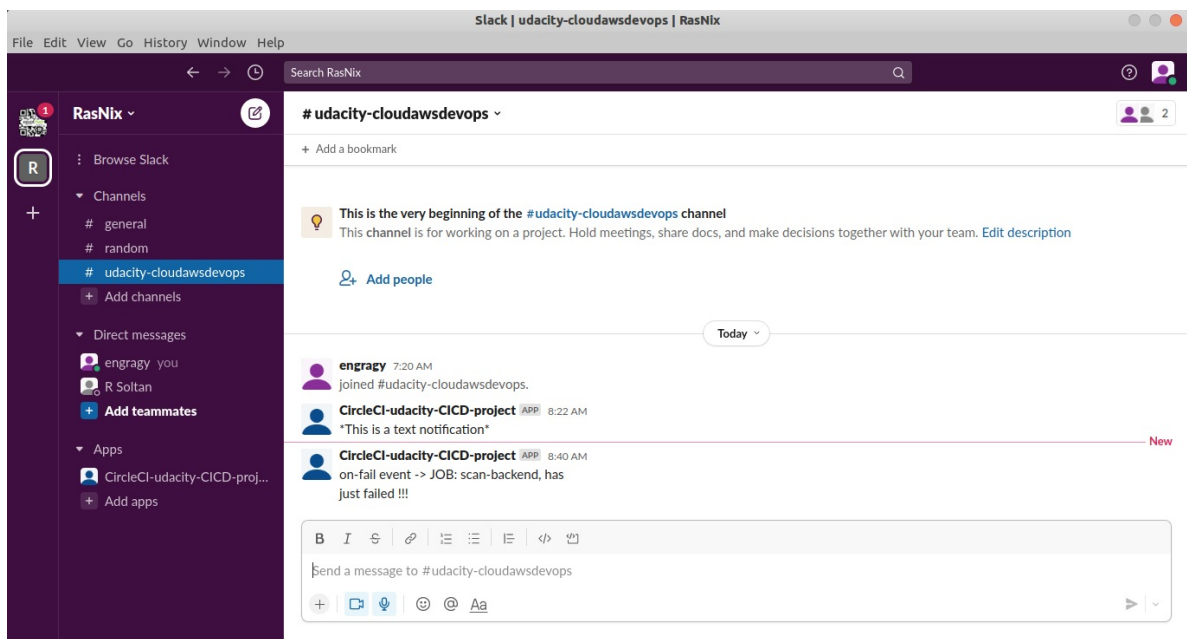 Slack | udacity-cloudawsdevops | RasNix
File Edit View Go History Window Help
Search RasNix
1
RasNix
# udacity-cloudawsdevops
2
+ Add a bookmark
R
Browse Slack
Channels
# general
# random
# udacity-cloudawsdevops
+ Add channels
Direct messages
engragy you
R Soltan
+ Add teammates
Apps
CircleCI-udacity-CICD-proj...
+ Add apps
This is the very beginning of the #udacity-cloudawsdevops channel
This channel is for working on a project. Hold meetings, share docs, and make decisions together with your team. Edit description
Add people
Today
engragy 7:20 AM
joined #udacity-cloudawsdevops.
CircleCI-udacity-CICD-project APP 8:22 AM
*This is a text notification*
New
CircleCI-udacity-CICD-project APP 8:40 AM
on-fail event -> JOB: scan-backend, has
just failed !!!
B I S
Send a message to #udacity-cloudawsdevops
+ @ Aa